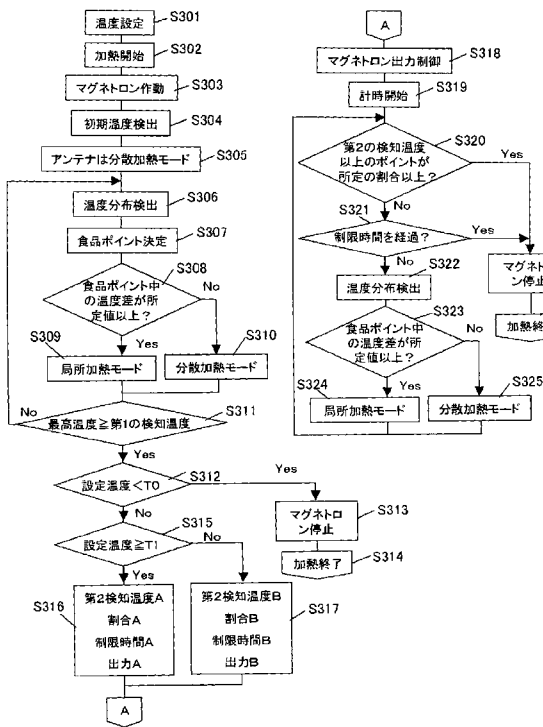 温度設定
S301
加熱開始
S302
マグネトロン作動
S303
初期温度検出
S304
アンテナは分散加熱モード
S305
温度分布検出
S306
食品ポイント決定
S307
食品ポイント中
の温度差が所
定値以上?
S308
Yes
No
S309
局所加熱モード
S310
分散加熱モード
最高温度≧第1の検知温度
S311
No
Yes
設定温度<T0
S312
Yes
No
マグネトロ
ン停止
S313
加熱終了
S314
設定温度≧T1
S315
Yes
No
S316
第2検知温度A
割合A
制限時間A
出力A
第2検知温度B
割合B
制限時間B
出力B
S317
A
A
マグネトロン出力制御
S318
計時開始
S319
第2の検知温度
以上のポイントが
所定の割合以上?
S320
Yes
No
S321
制限時間を経過?
Yes
No
マグネト
ン停止
加熱終
温度分布検出
S322
食品ポイント中
の温度差が所
定値以上?
S323
Yes
No
S324
局所加熱モード
S325
分散加熱モード